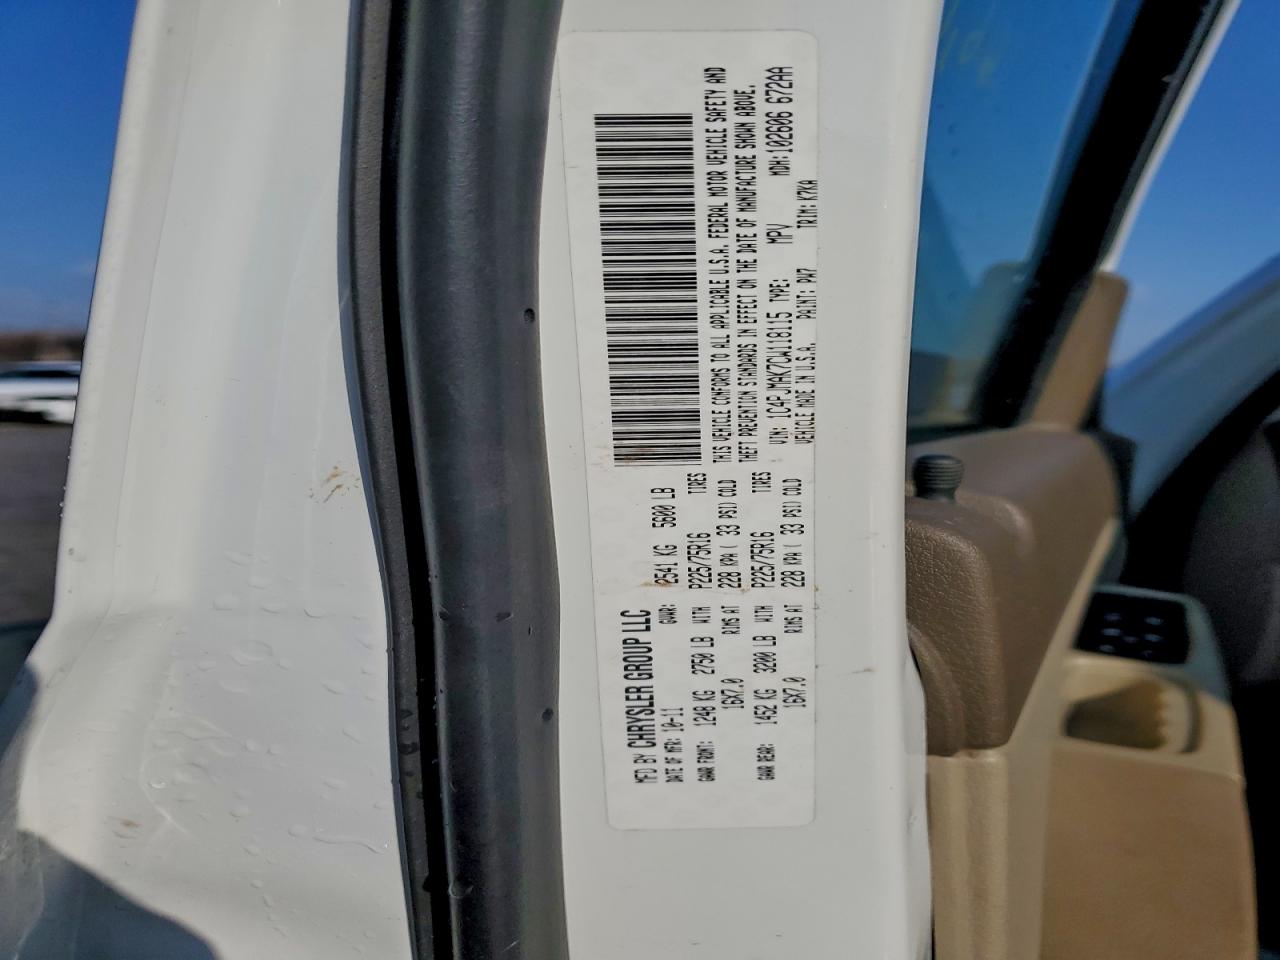 MFD BY CHRYSLER GROUP LLC
DATE OF MFR: 10-11 GVWR: 2541 KG 5600 LB
GAWR FRONT: 1248 KG 2750 LB WITH P225/75R16 TIRES
16X7.0 RIMS AT 228 KPA ( 33 PSI) COLD
GAWR REAR: 1452 KG 3200 LB WITH P225/75R16 TIRES
16X7.0 RIMS AT 228 KPA ( 33 PSI) COLD
THIS VEHICLE CONFORMS TO ALL APPLICABLE U.S.A. FEDERAL MOTOR VEHICLE SAFETY AND
THEFT PREVENTION STANDARDS IN EFFECT ON THE DATE OF MANUFACTURE SHOWN ABOVE.
VIN: 1C4PJMAK7CW118115 TYPE: MPV MDH:102606 672AA
VEHICLE MADE IN U.S.A. PAINT: PW7 TRIM: K7KA